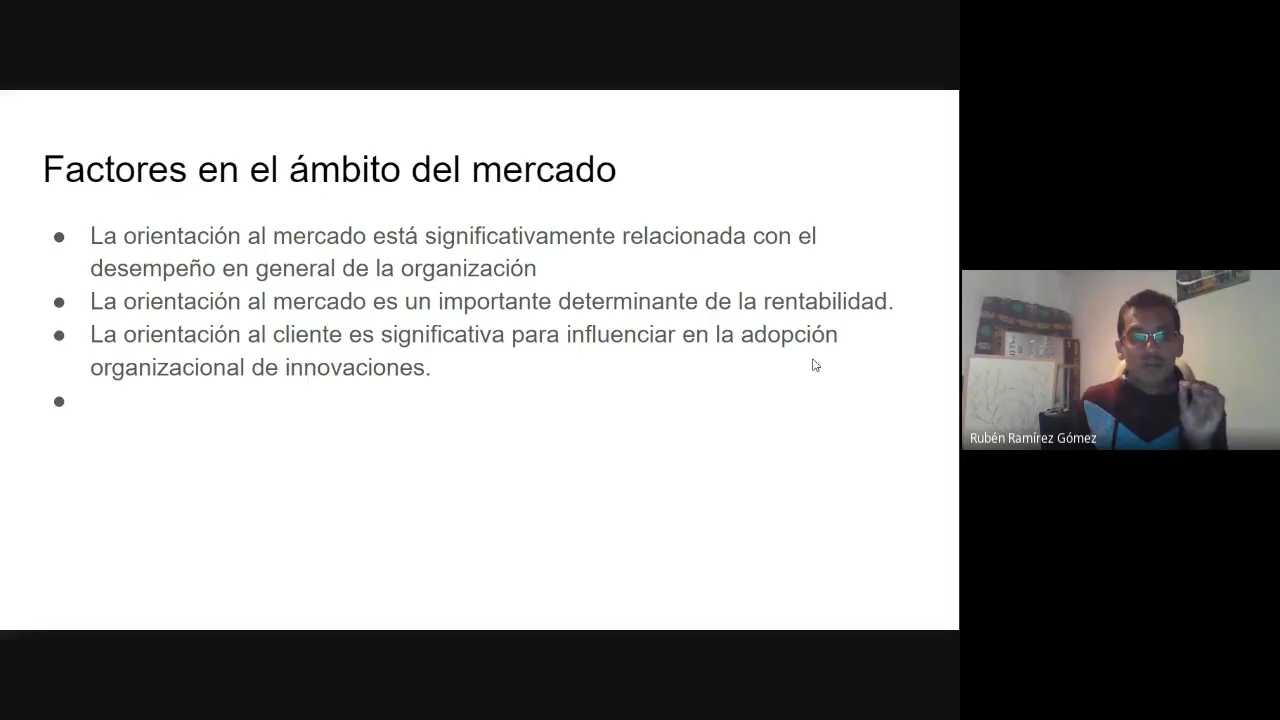 Factores en el ámbito del mercado
● La orientación al mercado está significativamente relacionada con el
desempeño en general de la organización
● La orientación al mercado es un importante determinante de la rentabilidad.
● La orientación al cliente es significativa para influenciar en la adopción
organizacional de innovaciones.
●
Rubén Ramírez Gómez